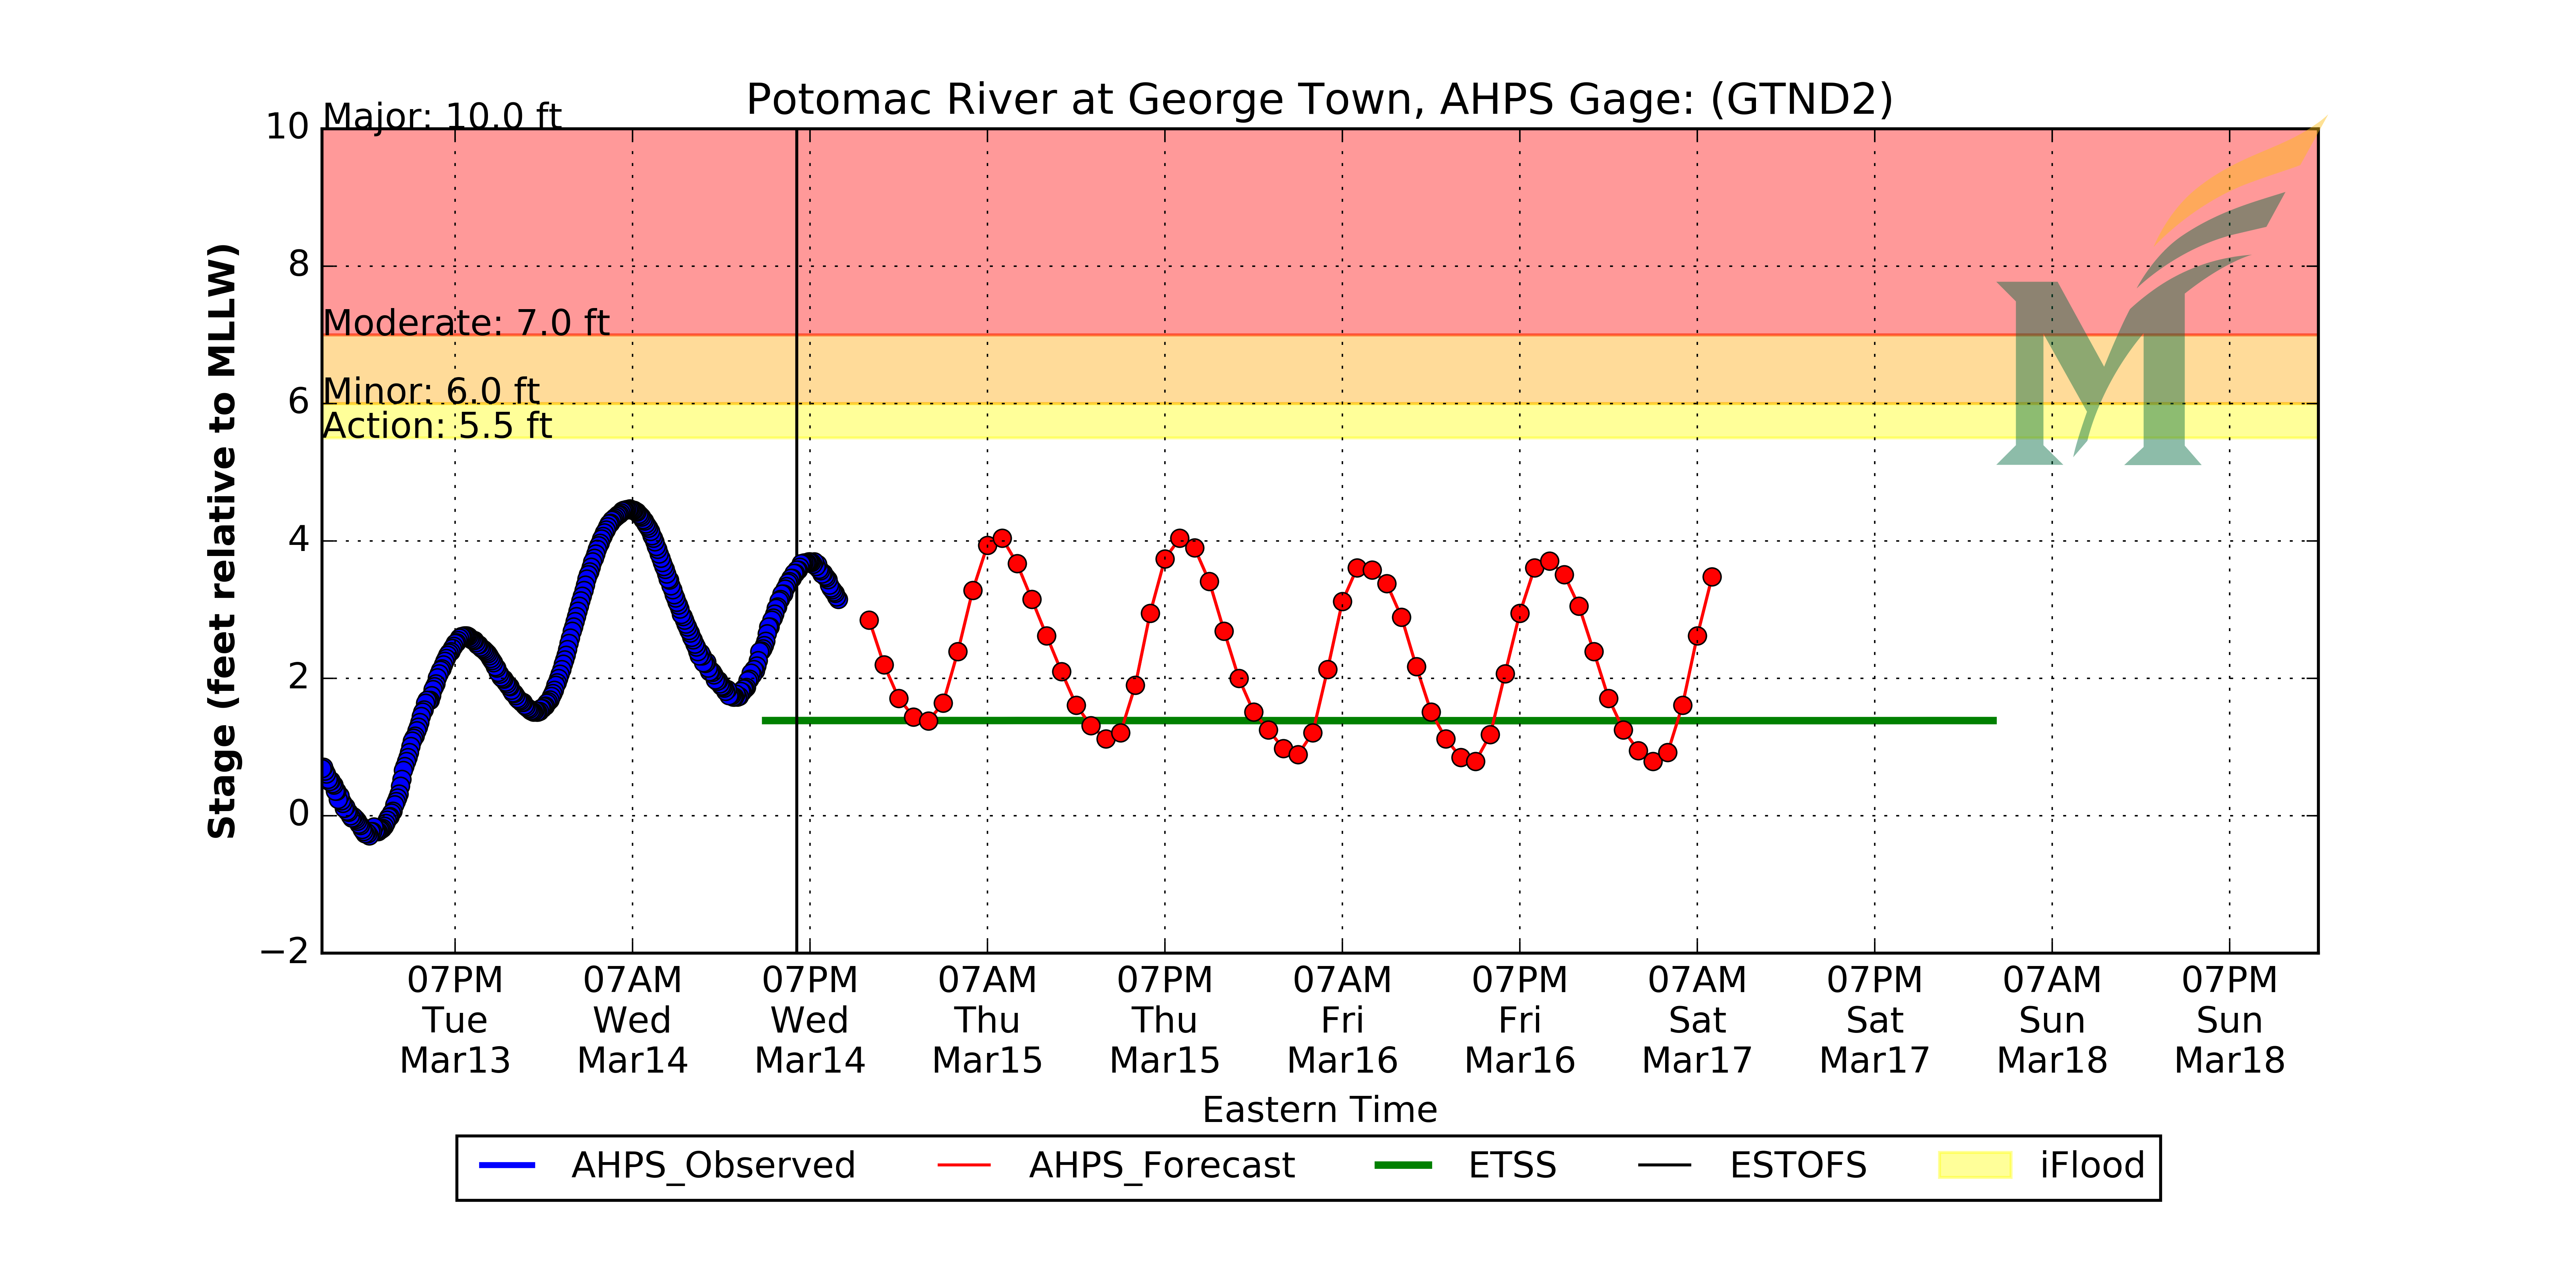 Potomac River at George Town, AHPS Gage: (GTND2)
Major: 10.0 ft
10
8
Moderate: 7.0 ft
Minor: 6.0 ft
6
Action: 5.5 ft
4
2
0
−2
Stage (feet relative to MLLW)
07PM 07AM 07PM 07AM 07PM 07AM 07PM 07AM 07PM 07AM 07PM
Tue Wed Wed Thu Thu Fri Fri Sat Sat Sun Sun
Mar13 Mar14 Mar14 Mar15 Mar15 Mar16 Mar16 Mar17 Mar17 Mar18 Mar18
Eastern Time
AHPS_Observed AHPS_Forecast ETSS ESTOFS iFlood